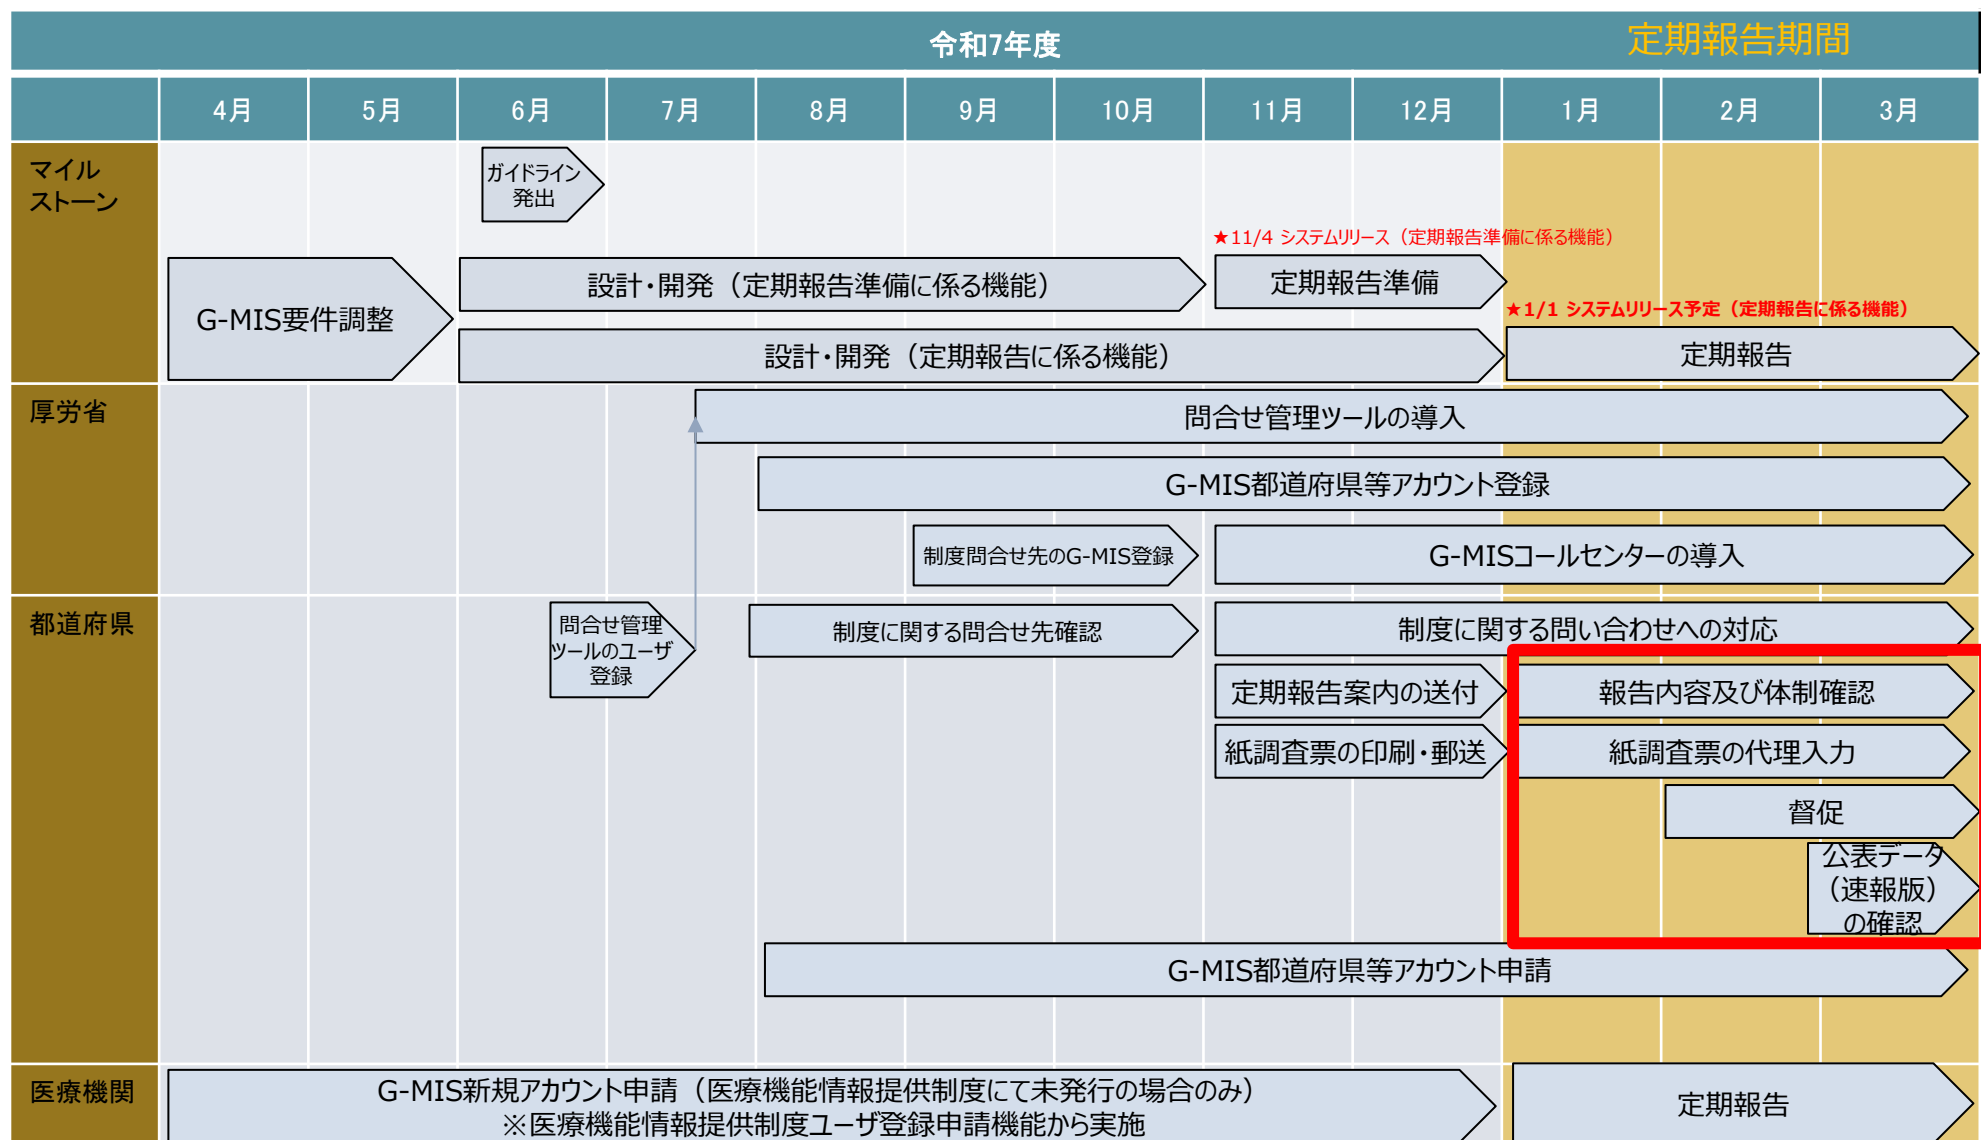 令和7年度
定期報告期間
4月
5月
6月
7月
8月
9月
10月
11月
12月
1月
2月
3月
マイル
ストーン
ガイドライン
発出
★11/4 システムリリース（定期報告準備に係る機能）
G-MIS要件調整
設計・開発（定期報告準備に係る機能）
定期報告準備
★1/1 システムリリース予定（定期報告に係る機能）
設計・開発（定期報告に係る機能）
定期報告
厚労省
問合せ管理ツールの導入
G-MIS都道府県等アカウント登録
制度問合せ先のG-MIS登録
G-MISコールセンターの導入
都道府県
問合せ管理
ツールのユーザ
登録
制度に関する問合せ先確認
制度に関する問い合わせへの対応
定期報告案内の送付
報告内容及び体制確認
紙調査票の印刷・郵送
紙調査票の代理入力
督促
公表データ
（速報版）
の確認
G-MIS都道府県等アカウント申請
医療機関
G-MIS新規アカウント申請（医療機能情報提供制度にて未発行の場合のみ）
※医療機能情報提供制度ユーザ登録申請機能から実施
定期報告